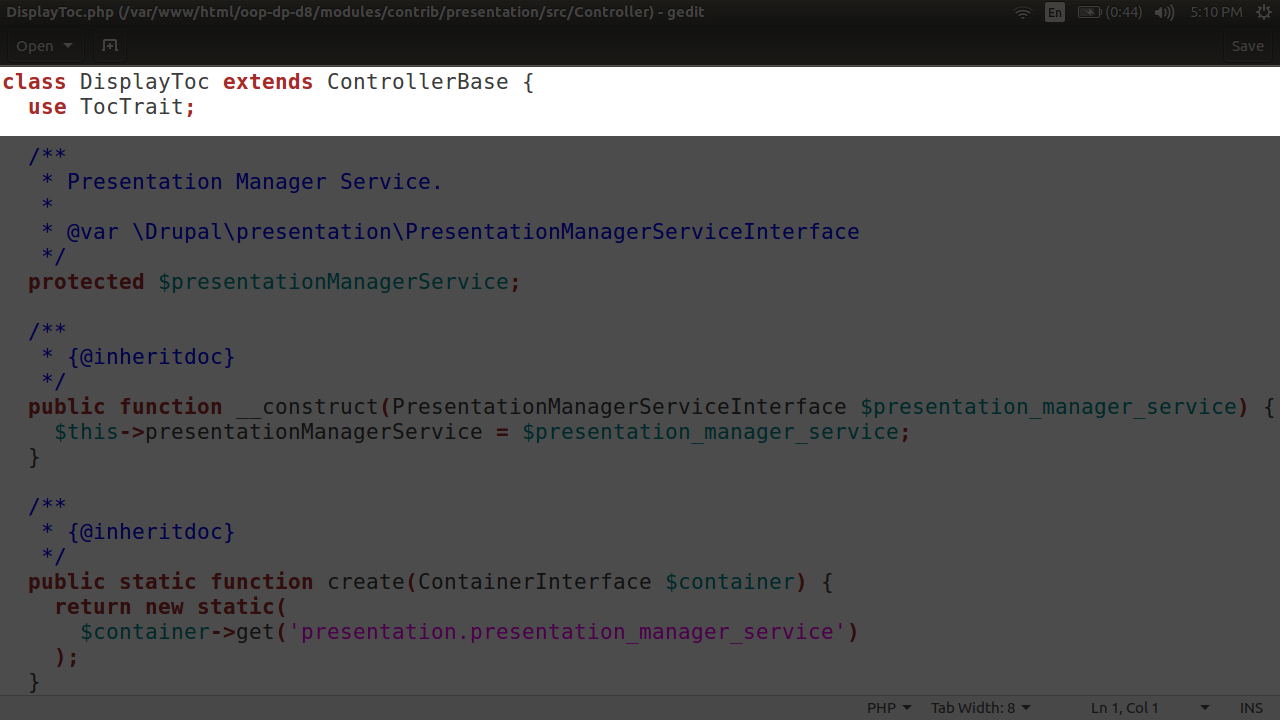 DisplayToc.php (/var/www/html/oop-dp-d8/modules/contrib/presentation/src/Controller) - gedit
En
(0:44)
5:10 PM
Open
Save
class DisplayToc extends ControllerBase {
  use TocTrait;
  /**
   * Presentation Manager Service.
   *
   * @var \Drupal\presentation\PresentationManagerServiceInterface
   */
  protected $presentationManagerService;
  /**
   * {@inheritdoc}
   */
  public function __construct(PresentationManagerServiceInterface $presentation_manager_service) {
    $this->presentationManagerService = $presentation_manager_service;
  }
  /**
   * {@inheritdoc}
   */
  public static function create(ContainerInterface $container) {
    return new static(
      $container->get('presentation.presentation_manager_service')
    );
  }
PHP
Tab Width: 8
Ln 1, Col 1
INS